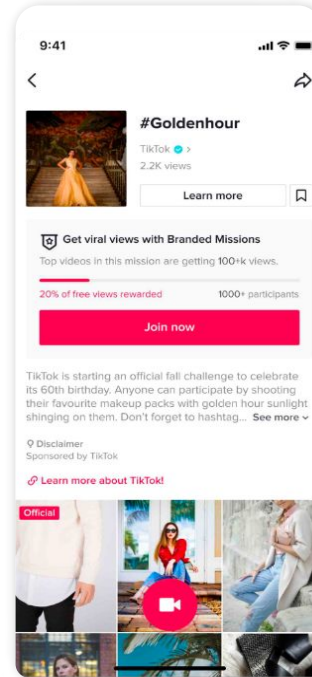 9:41
#Goldenhour
TikTok
2.2K views
Learn more
Get viral views with Branded Missions
Top videos in this mission are getting 100+k views.
20% of free views rewarded
1000+ participants
Join now
TikTok is starting an official fall challenge to celebrate
its 60th birthday. Anyone can participate by shooting
their favourite makeup packs with golden hour sunlight
shinging on them. Don't forget to hashtag... See more
Disclaimer
Sponsored by TikTok
Learn more about TikTok!
Official